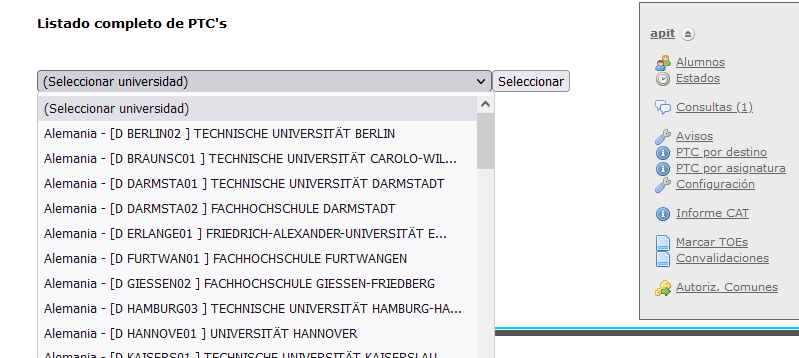 Listado completo de PTC's
(Seleccionar universidad) Seleccionar
(Seleccionar universidad)
Alemania - [D BERLIN02 ] TECHNISCHE UNIVERSITÄT BERLIN
Alemania - [D BRAUNSC01 ] TECHNISCHE UNIVERSITÄT CAROLO-WIL...
Alemania - [D DARMSTA01 ] TECHNISCHE UNIVERSITÄT DARMSTADT
Alemania - [D DARMSTA02 ] FACHHOCHSCHULE DARMSTADT
Alemania - [D ERLANGE01 ] FRIEDRICH-ALEXANDER-UNIVERSITÄT E...
Alemania - [D FURTWAN01 ] FACHHOCHSCHULE FURTWANGEN
Alemania - [D GIESSEN02 ] FACHHOCHSCHULE GIESSEN-FRIEDBERG
Alemania - [D HAMBURG03 ] TECHNISCHE UNIVERSITÄT HAMBURG-HA...
Alemania - [D HANNOVE01 ] UNIVERSITÄT HANNOVER
Alemania - [D KAISERS01 ] TECHNISCHE UNIVERSITÄT KAISERSLAU
apit
Alumnos
Estados
Consultas (1)
Avisos
PTC por destino
PTC por asignatura
Configuración
Informe CAT
Marcar TOEs
Convalidaciones
Autoriz. Comunes